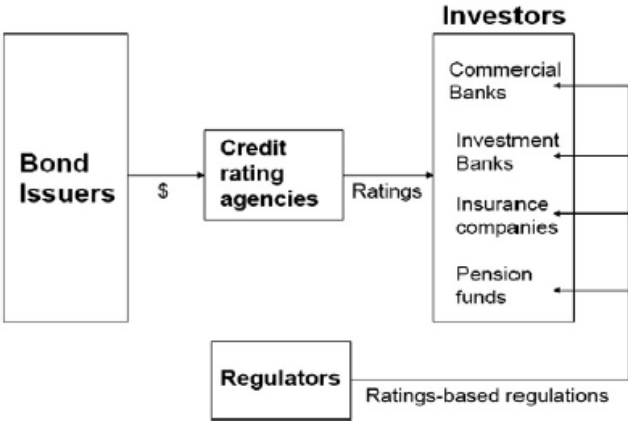 Investors
Bond
Issuers
$
Credit
rating
agencies
Ratings
Commercial
Banks
Investment
Banks
Insurance
companies
Pension
funds
Regulators
Ratings-based regulations